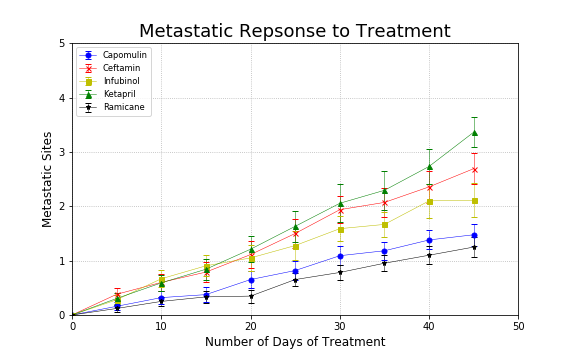 Metastatic Repsonse to Treatment
5
4
3
2
1
0
Metastatic Sites
Capomulin
Ceftamin
Infubinol
Ketapril
Ramicane
0 10 20 30 40 50
Number of Days of Treatment